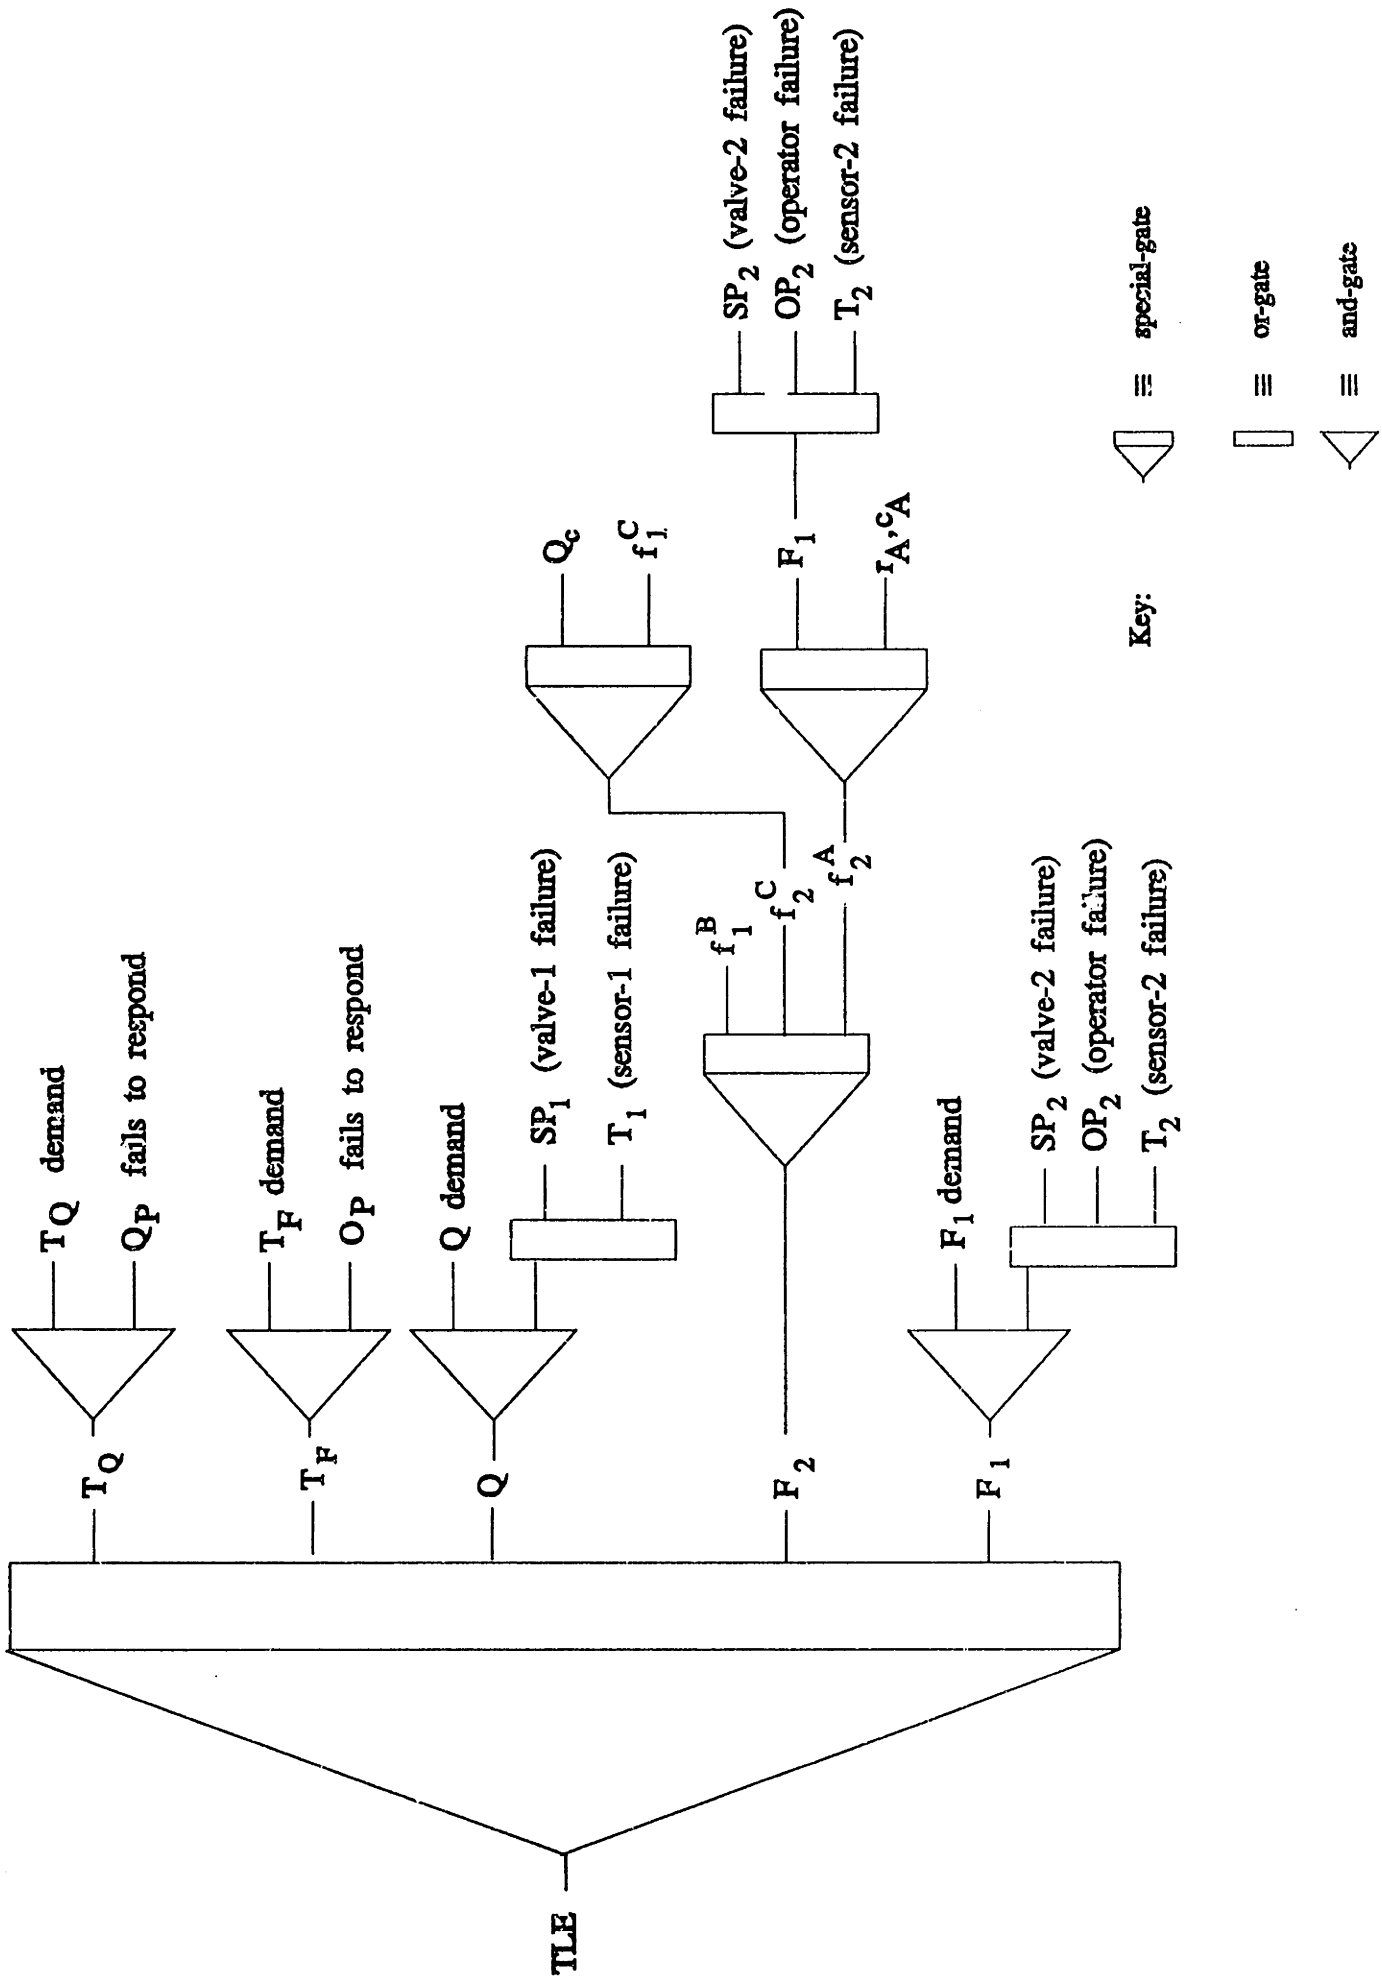 TLE
T_Q
T_Q demand
Q_P fails to respond
T_F
T_F demand
O_P fails to respond
Q
Q demand
SP_1 (valve-1 failure)
T_1 (sensor-1 failure)
F_2
f_1^B
f_2^C
f_2^A
Q_c
f_1^C
F_1
r_A, c_A
SP_2 (valve-2 failure)
OP_2 (operator failure)
T_2 (sensor-2 failure)
F_1
F_1 demand
SP_2 (valve-2 failure)
OP_2 (operator failure)
T_2 (sensor-2 failure)
Key:
≡ special-gate
≡ or-gate
≡ and-gate